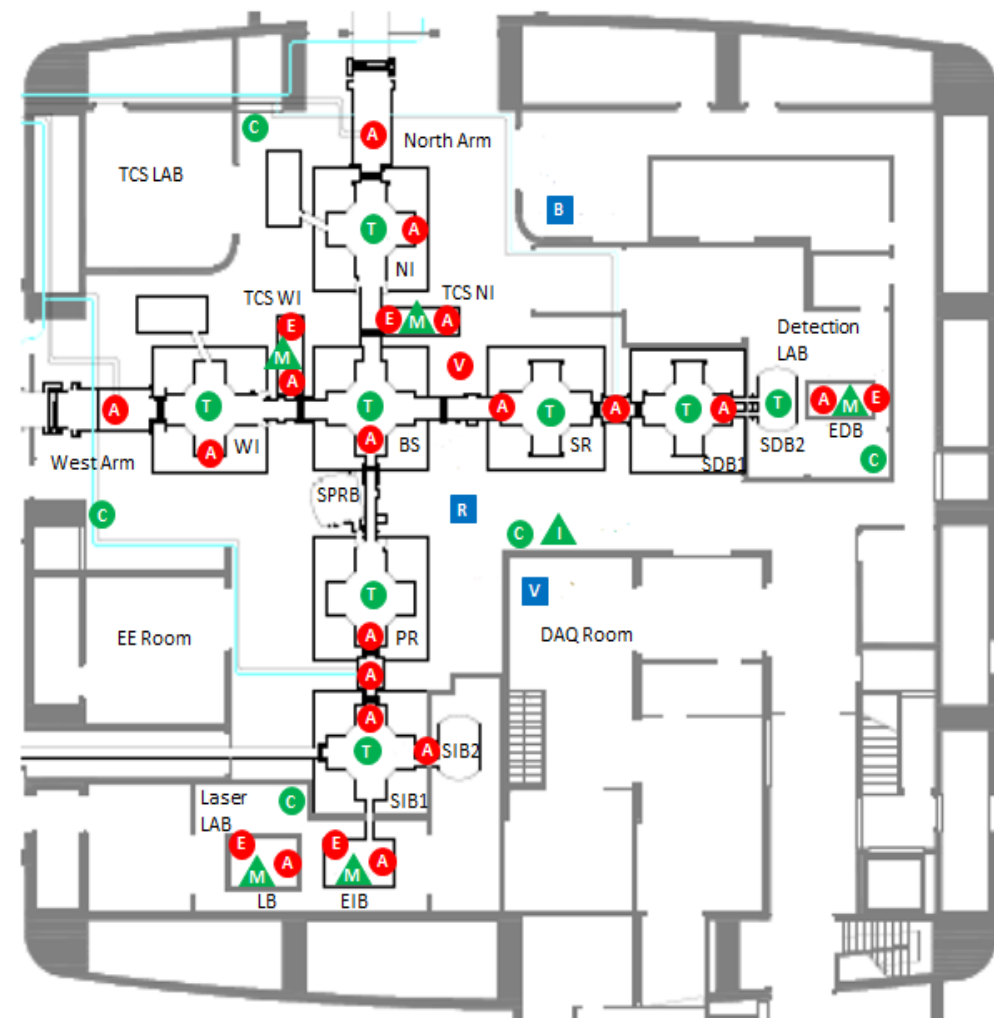 C
A
North Arm
TCS LAB
B
T
A
NI
TCS WI
TCS NI
E
E
M
A
Detection
LAB
M
V
A
A
T
T
A
T
A
T
A
T
A
M
E
EDB
SDB2
A
WI
A
BS
SR
SDB1
West Arm
C
SPRB
C
R
C
I
T
V
EE Room
A
PR
DAQ Room
A
A
T
A
SIB2
Laser
LAB
C
SIB1
E
M
A
E
M
A
LB
EIB